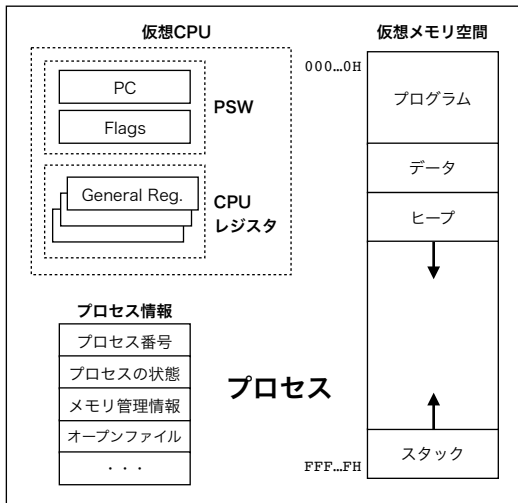 仮想CPU
PC
Flags
PSW
General Reg.
CPU
レジスタ
プロセス情報
プロセス番号
プロセスの状態
メモリ管理情報
オープンファイル
・・・
プロセス
仮想メモリ空間
000…0H
プログラム
データ
ヒープ
スタック
FFF…FH